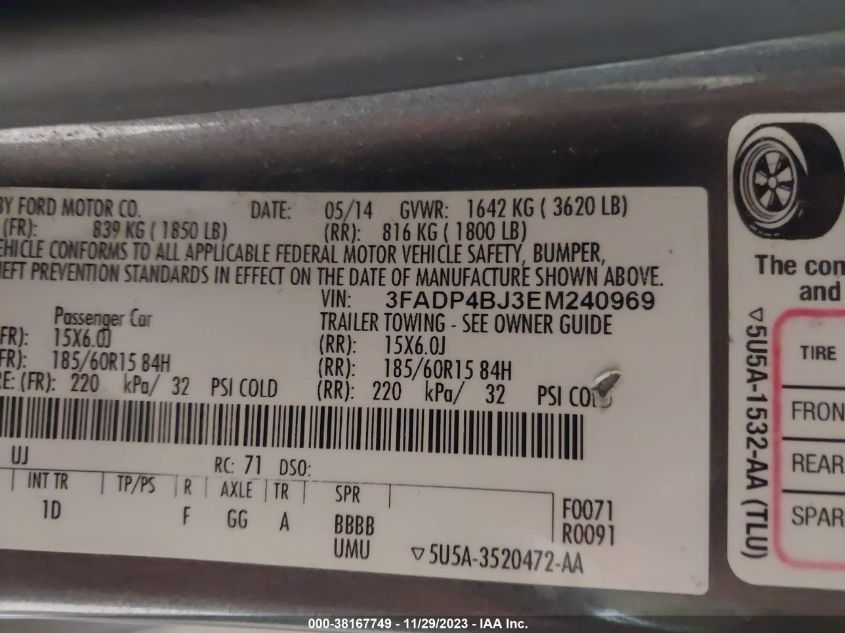 BY FORD MOTOR CO. DATE: 05/14 GVWR: 1642 KG ( 3620 LB)
(FR): 839 KG ( 1850 LB) (RR): 816 KG ( 1800 LB)
EHICLE CONFORMS TO ALL APPLICABLE FEDERAL MOTOR VEHICLE SAFETY, BUMPER,
HEFT PREVENTION STANDARDS IN EFFECT ON THE DATE OF MANUFACTURE SHOWN ABOVE.
VIN: 3FADP4BJ3EM240969
Passenger Car TRAILER TOWING - SEE OWNER GUIDE
FR): 15X6.0J (RR): 15X6.0J
FR): 185/60R15 84H (RR): 185/60R15 84H
RE: (FR): 220 kPa/ 32 PSI COLD (RR): 220 kPa/ 32 PSI COLD
UJ RC: 71 DSO:
INT TR TP/PS R AXLE TR SPR
1D F GG A BBBB F0071
UMU R0091
▽5U5A-3520472-AA
The con
and
▽5U5A-1532-AA (TLU)
TIRE
FRON
REAR
SPAR
000-38167749 - 11/29/2023 - IAA Inc.